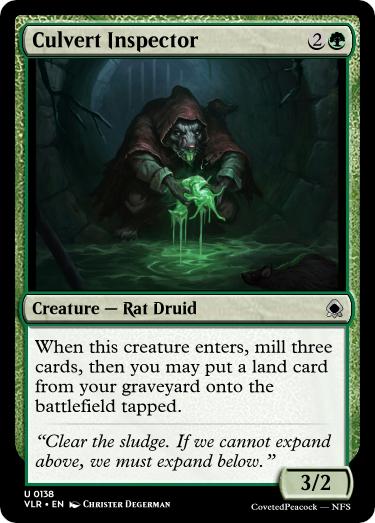 Culvert Inspector 2
Creature — Rat Druid
When this creature enters, mill three
cards, then you may put a land card
from your graveyard onto the
battlefield tapped.
“Clear the sludge. If we cannot expand
above, we must expand below.”
3/2
U 0138
VLR • EN Christer Degerman
CovetedPeacock — NFS